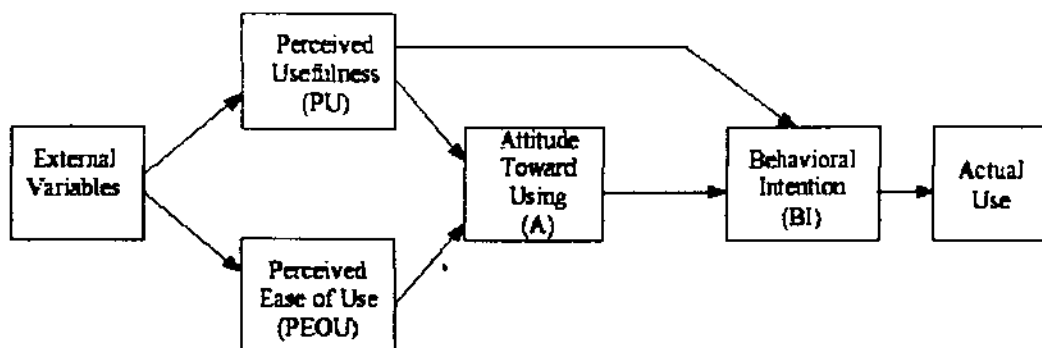 External
Variables
Perceived
Usefulness
(PU)
Perceived
Ease of Use
(PEOU)
Attitude
Toward
Using
(A)
Behavioral
Intention
(BI)
Actual
Use